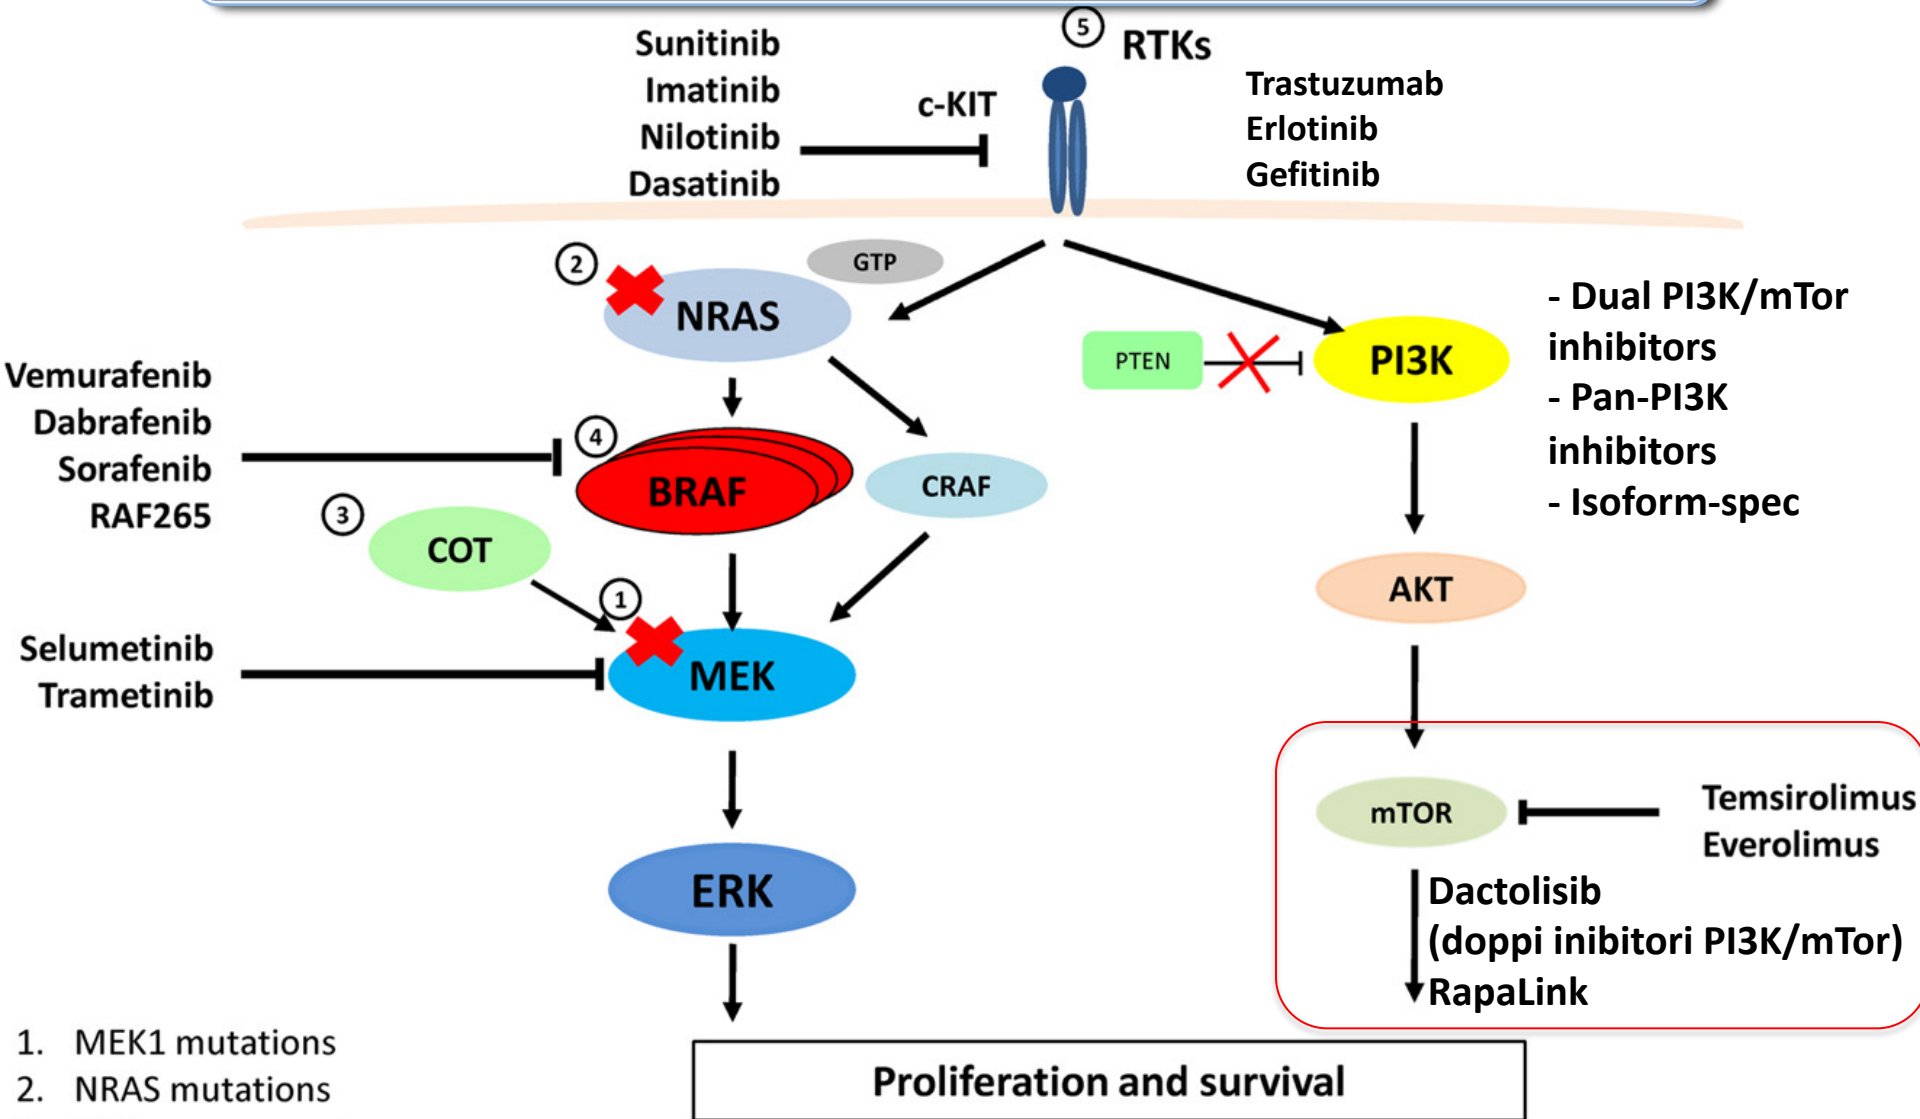 5
RTKs
Sunitinib
Imatinib
Nilotinib
Dasatinib
c-KIT
Trastuzumab
Erlotinib
Gefitinib
2
GTP
NRAS
PTEN
PI3K
- Dual PI3K/mTor
inhibitors
- Pan-PI3K
inhibitors
- Isoform-spec
Vemurafenib
Dabrafenib
Sorafenib
RAF265
4
BRAF
CRAF
3
COT
AKT
1
Selumetinib
Trametinib
MEK
mTOR
Temsirolimus
Everolimus
ERK
Dactolisib
(doppi inibitori PI3K/mTor)
RapaLink
1. MEK1 mutations
2. NRAS mutations
Proliferation and survival